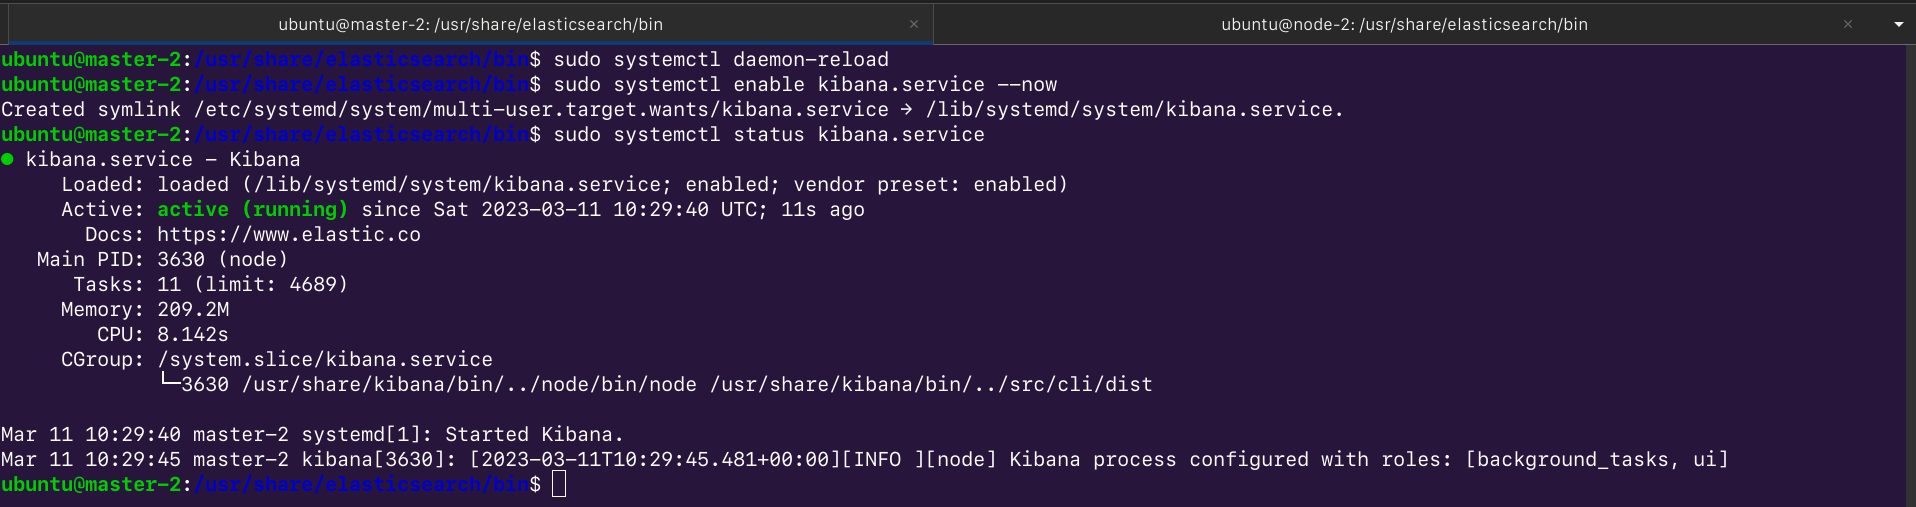 ubuntu@master-2: /usr/share/elasticsearch/bin × ubuntu@node-2: /usr/share/elasticsearch/bin ×
ubuntu@master-2:/usr/share/elasticsearch/bin$ sudo systemctl daemon-reload
ubuntu@master-2:/usr/share/elasticsearch/bin$ sudo systemctl enable kibana.service --now
Created symlink /etc/systemd/system/multi-user.target.wants/kibana.service → /lib/systemd/system/kibana.service.
ubuntu@master-2:/usr/share/elasticsearch/bin$ sudo systemctl status kibana.service
● kibana.service - Kibana
Loaded: loaded (/lib/systemd/system/kibana.service; enabled; vendor preset: enabled)
Active: active (running) since Sat 2023-03-11 10:29:40 UTC; 11s ago
Docs: https://www.elastic.co
Main PID: 3630 (node)
Tasks: 11 (limit: 4689)
Memory: 209.2M
CPU: 8.142s
CGroup: /system.slice/kibana.service
└─3630 /usr/share/kibana/bin/../node/bin/node /usr/share/kibana/bin/../src/cli/dist
Mar 11 10:29:40 master-2 systemd[1]: Started Kibana.
Mar 11 10:29:45 master-2 kibana[3630]: [2023-03-11T10:29:45.481+00:00][INFO ][node] Kibana process configured with roles: [background_tasks, ui]
ubuntu@master-2:/usr/share/elasticsearch/bin$